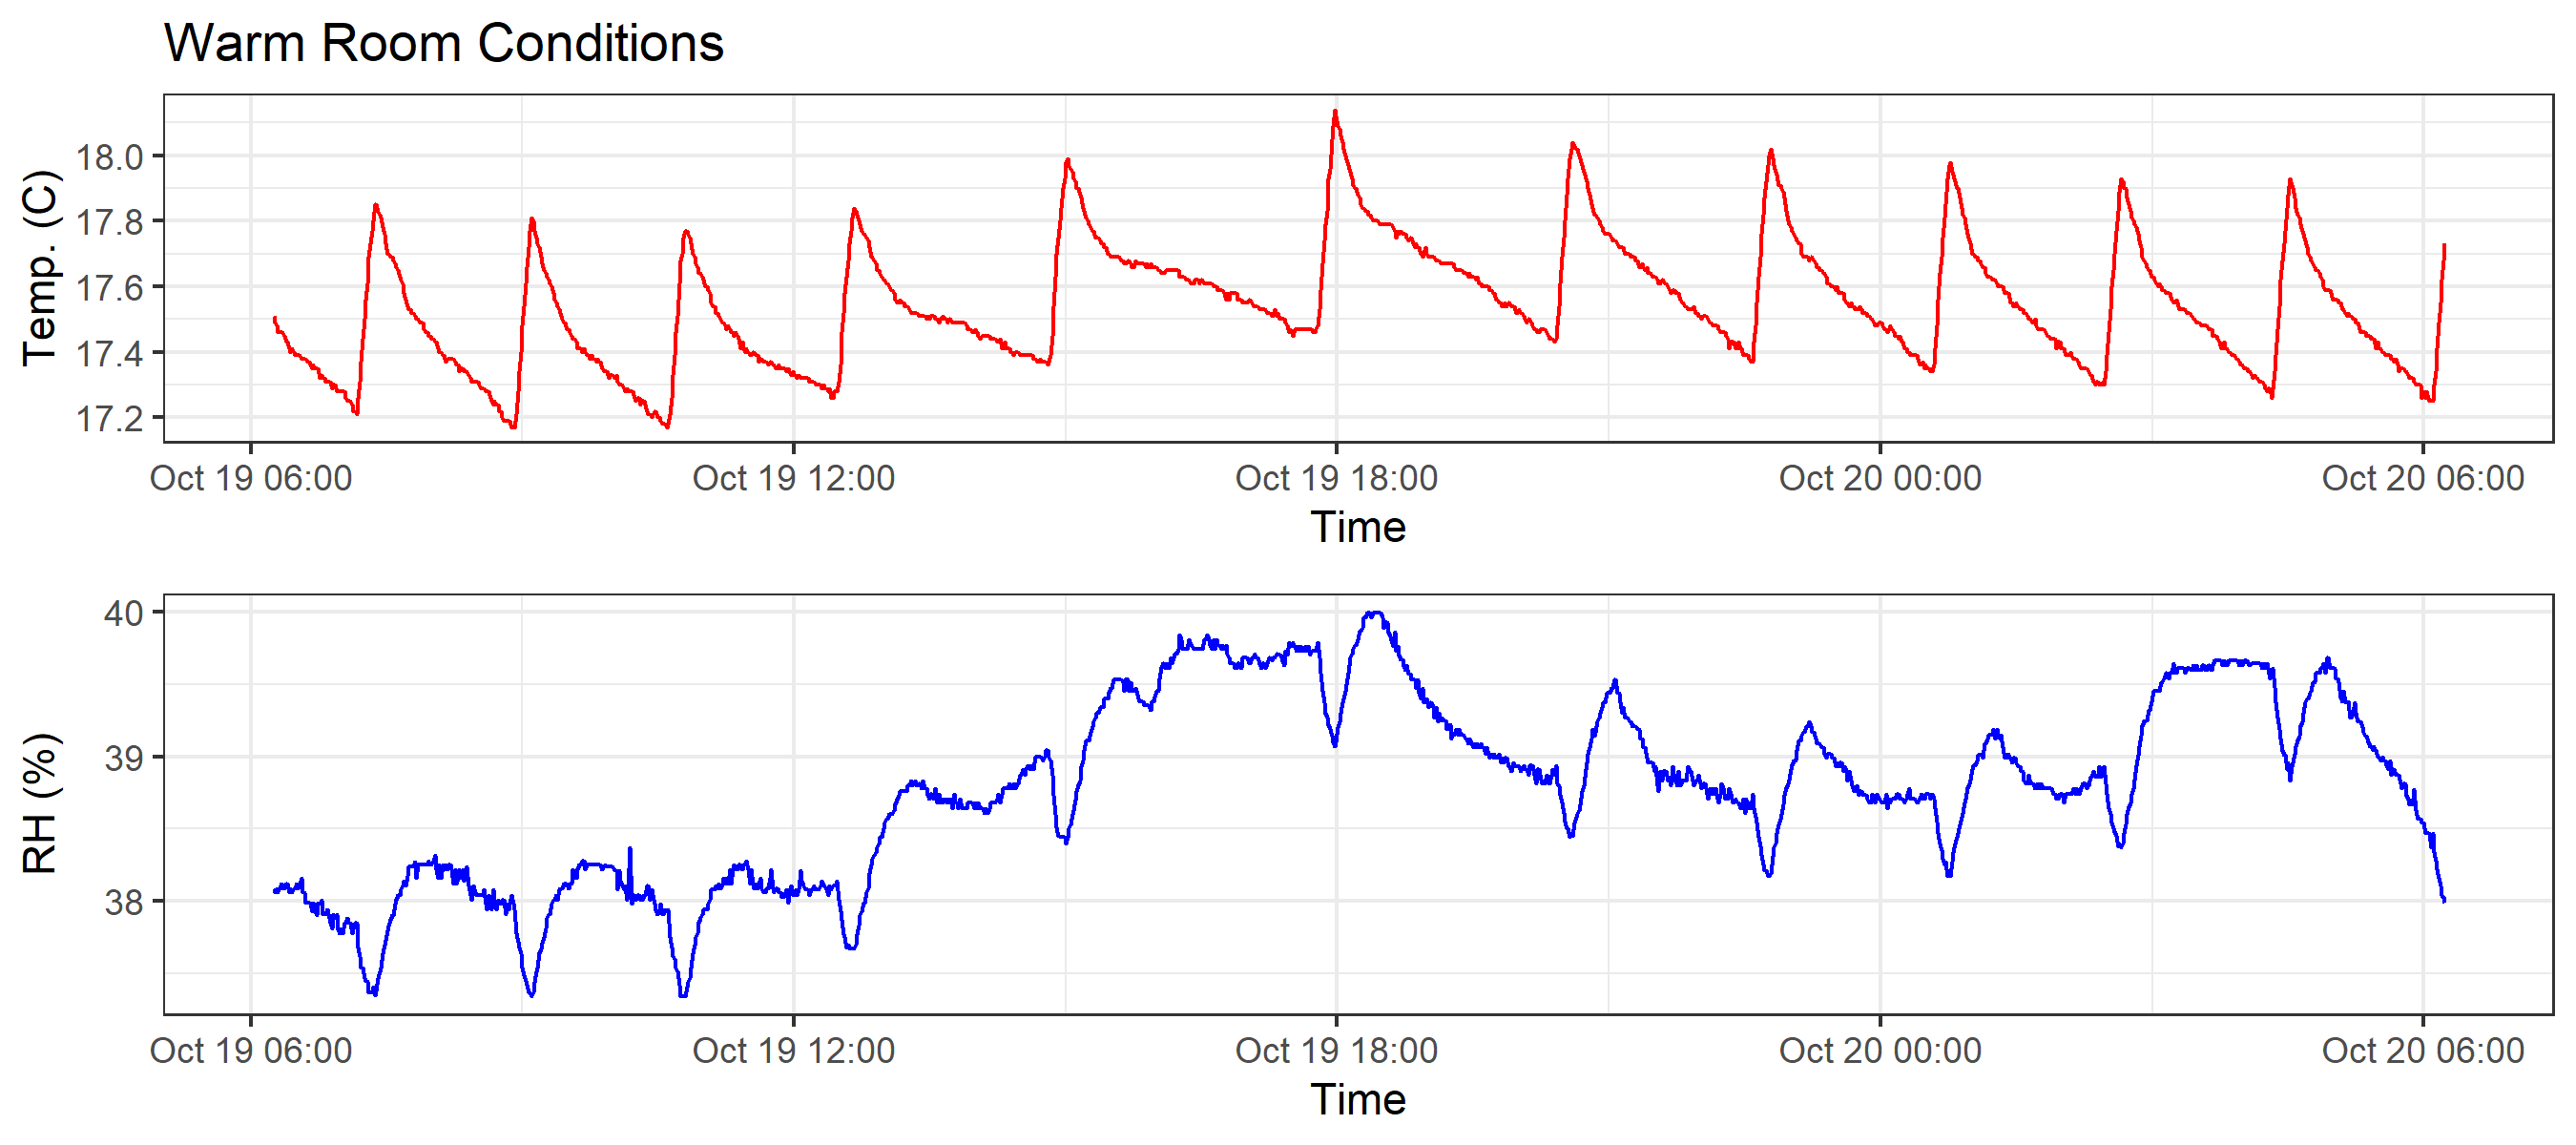 Warm Room Conditions
Temp. (C)
18.0
17.8
17.6
17.4
17.2
Oct 19 06:00 Oct 19 12:00 Oct 19 18:00 Oct 20 00:00 Oct 20 06:00
Time
RH (%)
40
39
38
Oct 19 06:00 Oct 19 12:00 Oct 19 18:00 Oct 20 00:00 Oct 20 06:00
Time